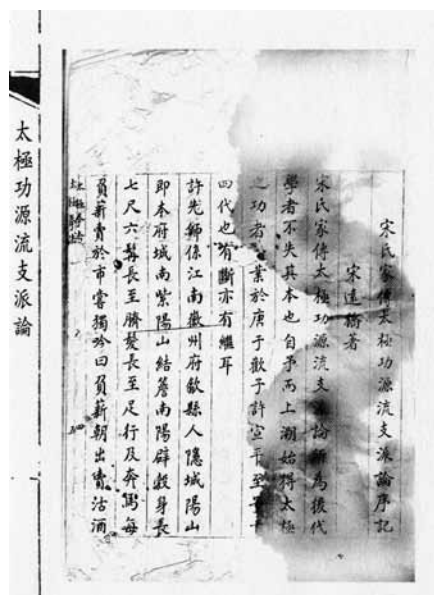 宋氏家傳太極功源流支派論序記
宋遠橋著
宋氏家傳太極功源流支派論所為後代
學者不失其本也自予而上溯始得太極
之功者業於唐于歡子許宣平至予十
四代也有斷亦有繼耳
許先師係江南徽州府歙縣人隱城陽山
即本府城南紫陽山結簷南陽辟穀身長
七尺六髯長至臍髮長至足行及奔馬每
負薪賣於市嘗獨吟曰負薪朝出賣沽酒
太極功源流支派論